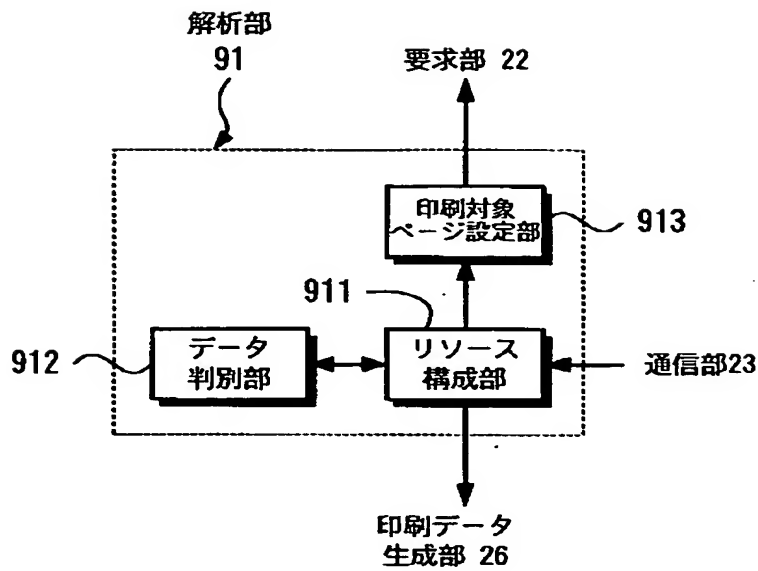 解析部
91
要求部 22
印刷対象
ページ設定部
913
911
912
データ
判別部
リソース
構成部
通信部23
印刷データ
生成部 26